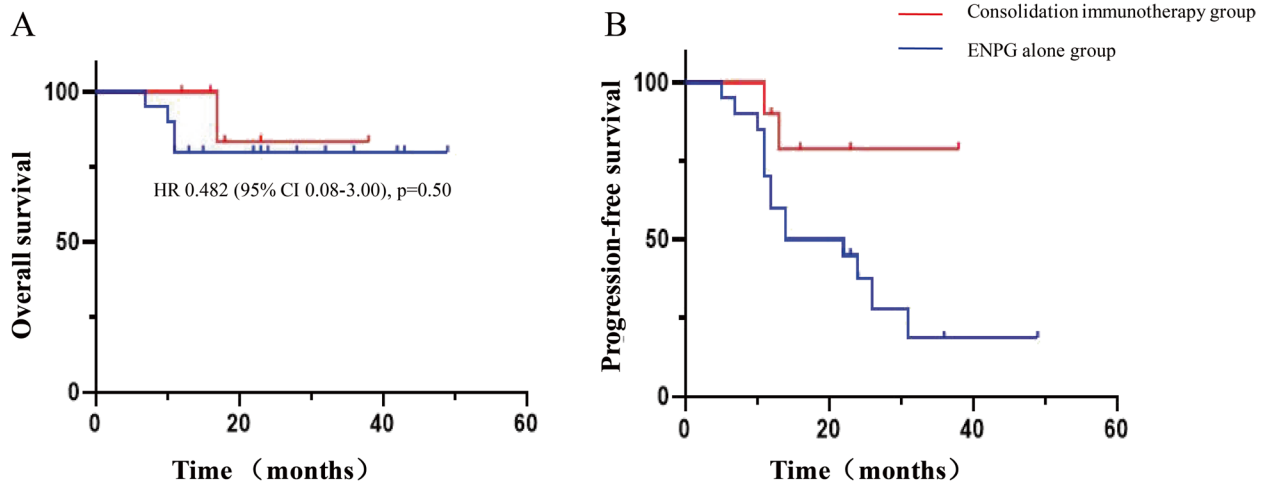 A
B
Consolidation immunotherapy group
ENPG alone group
100
50
0
0
20
40
60
Overall survival
HR 0.482 (95% CI 0.08-3.00), p=0.50
Time（months）
100
50
0
0
20
40
60
Progression-free survival
Time（months）